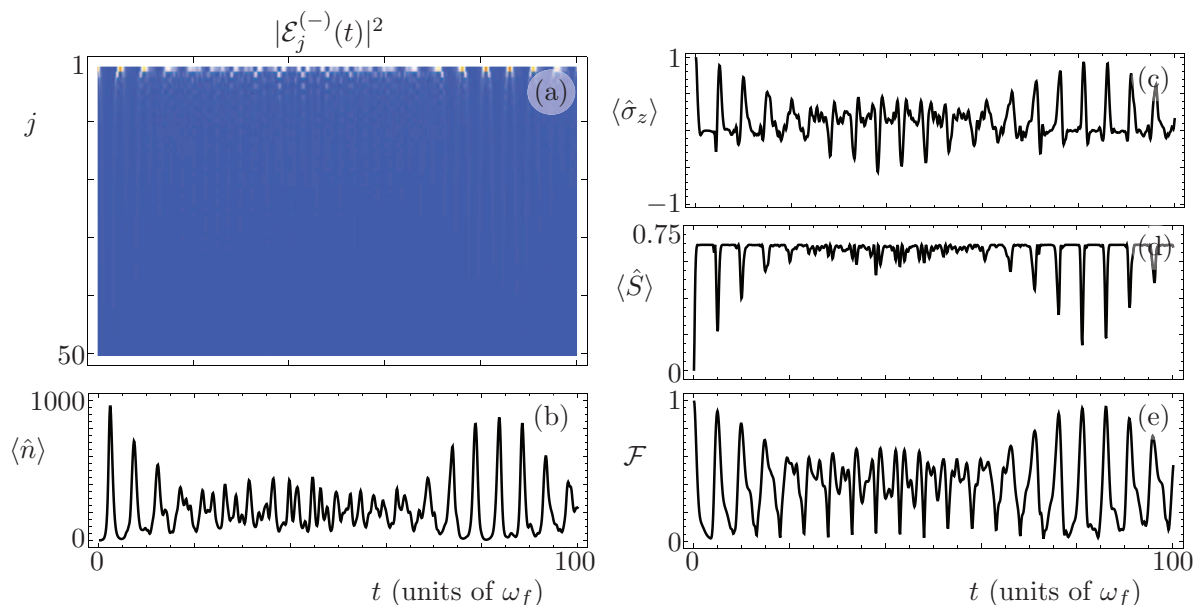 |ℰ_j^(−)(t)|²
1
(a)
j
50
1000
(b)
⟨n̂⟩
0
0
100
t (units of ω_f)
1
(c)
⟨σ̂_z⟩
−1
0.75
(d)
⟨Ŝ⟩
0
1
(e)
ℱ
0
0
100
t (units of ω_f)